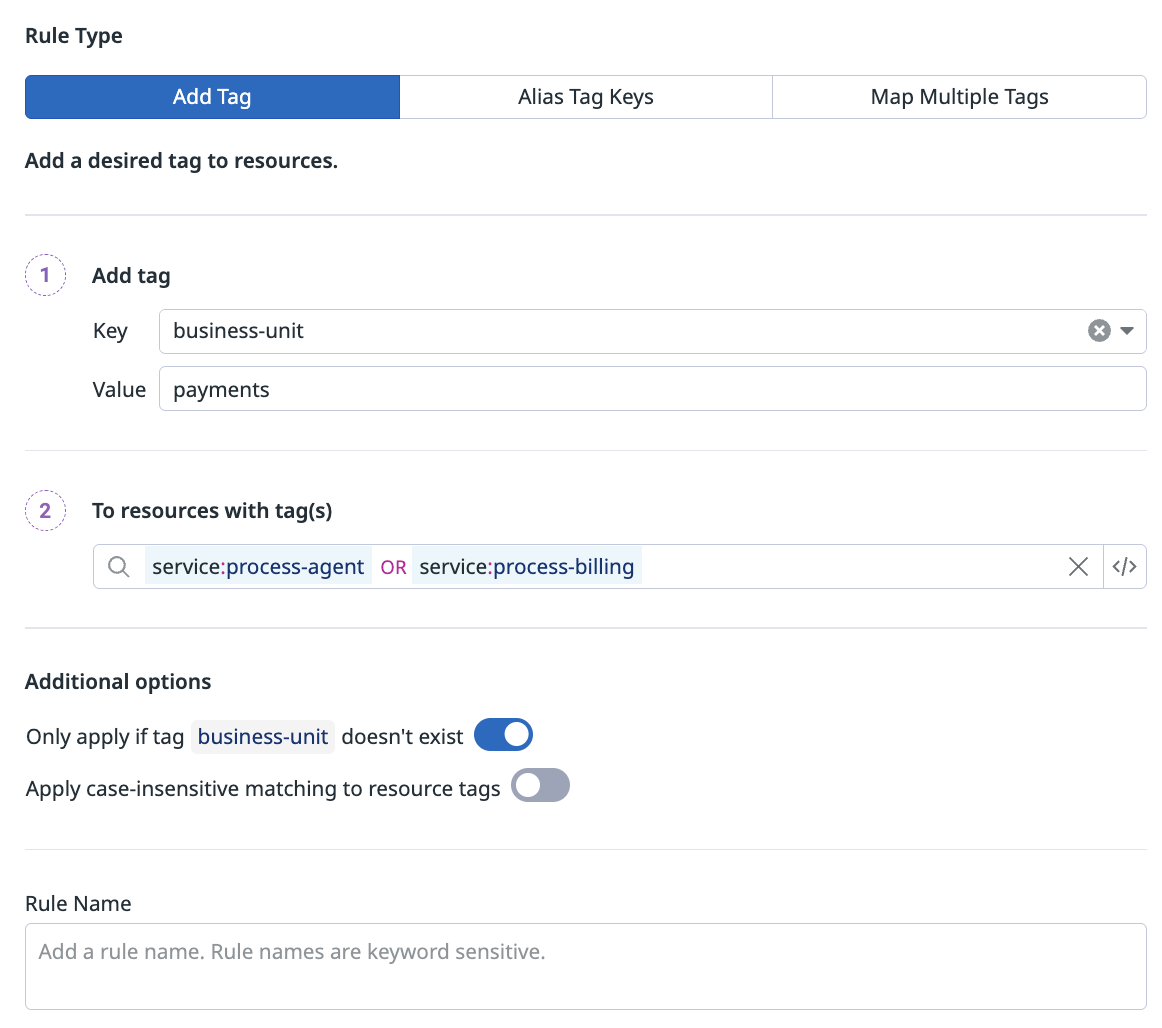 Rule Type
Add Tag
Alias Tag Keys
Map Multiple Tags
Add a desired tag to resources.
1 Add tag
Key business-unit
Value payments
2 To resources with tag(s)
service:process-agent OR service:process-billing </>
Additional options
Only apply if tag business-unit doesn't exist
Apply case-insensitive matching to resource tags
Rule Name
Add a rule name. Rule names are keyword sensitive.